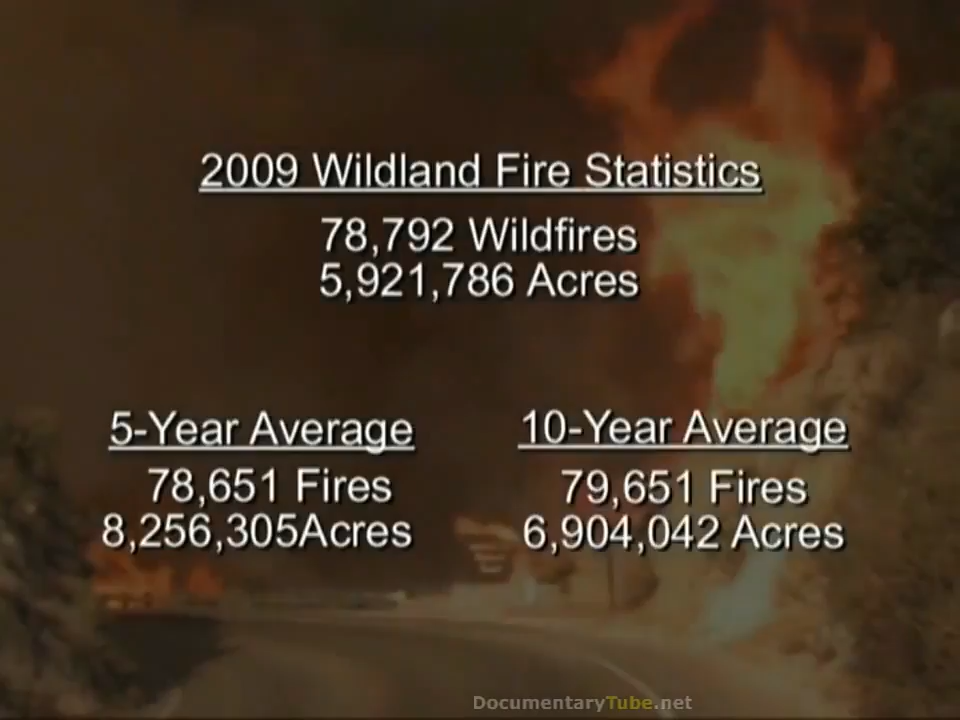 2009 Wildland Fire Statistics
78,792 Wildfires
5,921,786 Acres
5-Year Average
78,651 Fires
8,256,305Acres
10-Year Average
79,651 Fires
6,904,042 Acres
DocumentaryTube.net